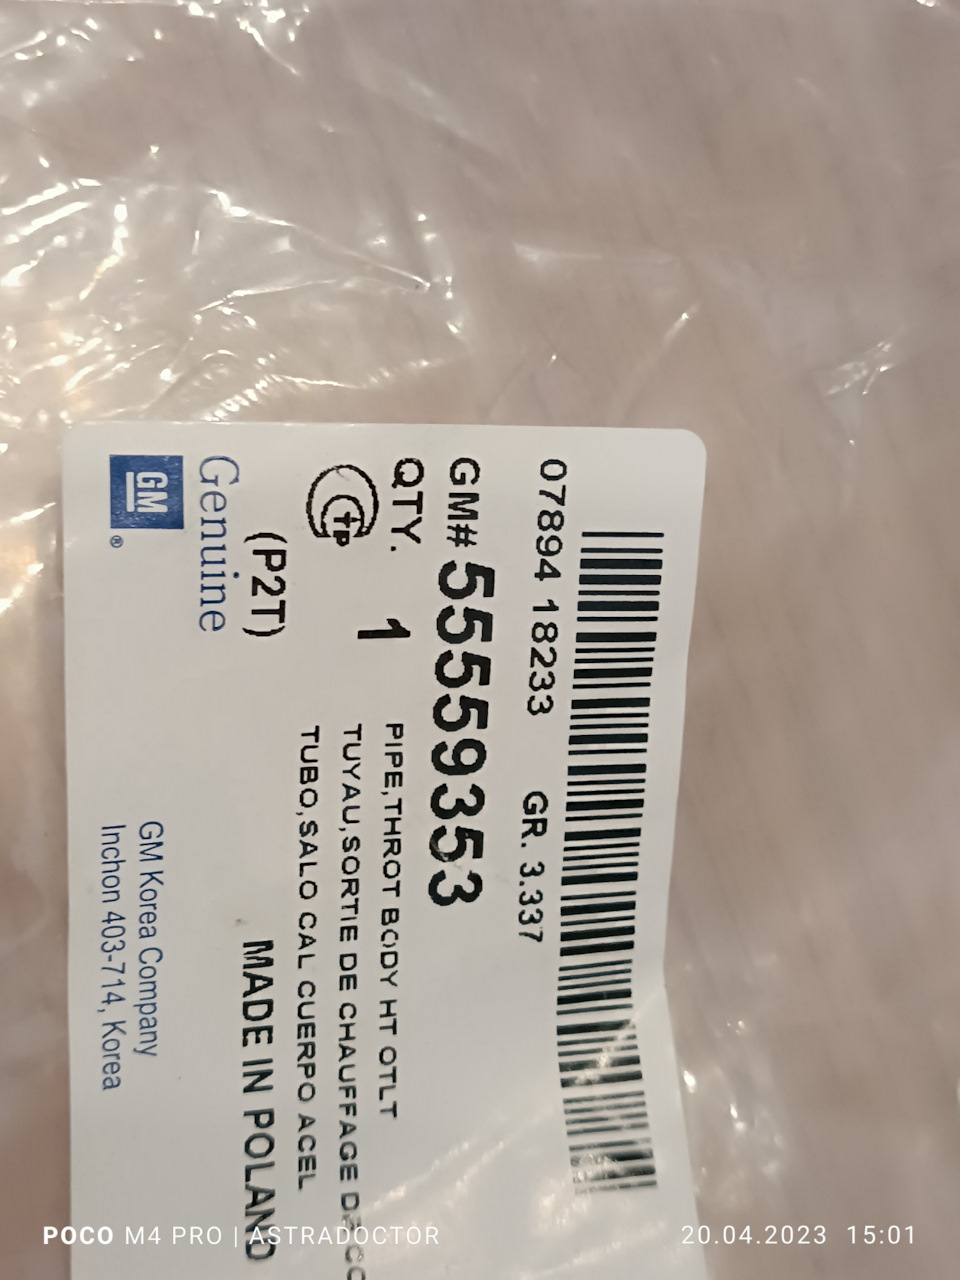 07894 18233 GR. 3.337
GM# 55559353
QTY. 1 PIPE,THROT BODY HT OTLT
TUYAU,SORTIE DE CHAUFFAGE
TUBO,SALO CAL CUERPO ACEL
(P2T) MADE IN POLAND
Genuine
GM ®
GM Korea Company
Inchon 403-714, Korea
POCO M4 PRO | ASTRADOCTOR
20.04.2023 15:01